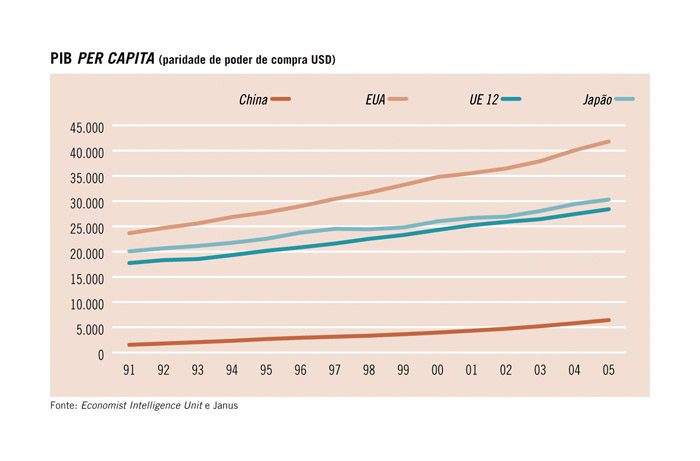 PIB PER CAPITA (paridade de poder de compra USD)
China EUA UE 12 Japão
45.000
40.000
35.000
30.000
25.000
20.000
15.000
10.000
5.000
0
91 92 93 94 95 96 97 98 99 00 01 02 03 04 05
Fonte: Economist Intelligence Unit e Janus